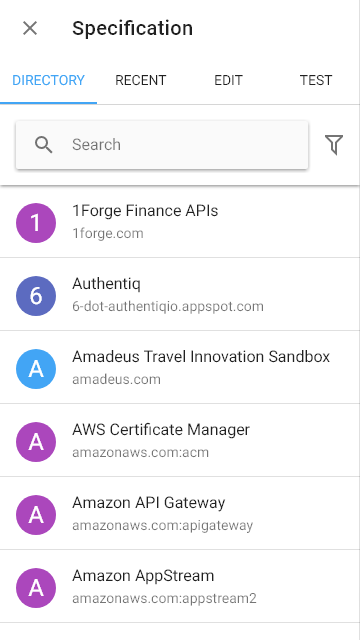 Specification
DIRECTORY RECENT EDIT TEST
Search
1
1Forge Finance APIs
1forge.com
6
Authentiq
6-dot-authentiqio.appspot.com
A
Amadeus Travel Innovation Sandbox
amadeus.com
A
AWS Certificate Manager
amazonaws.com:acm
A
Amazon API Gateway
amazonaws.com:apigateway
A
Amazon AppStream
amazonaws.com:appstream2